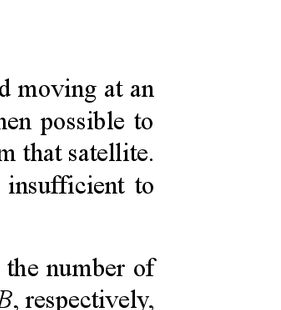 d moving at an
hen possible to
m that satellite.
insufficient to
the number of
B, respectively,